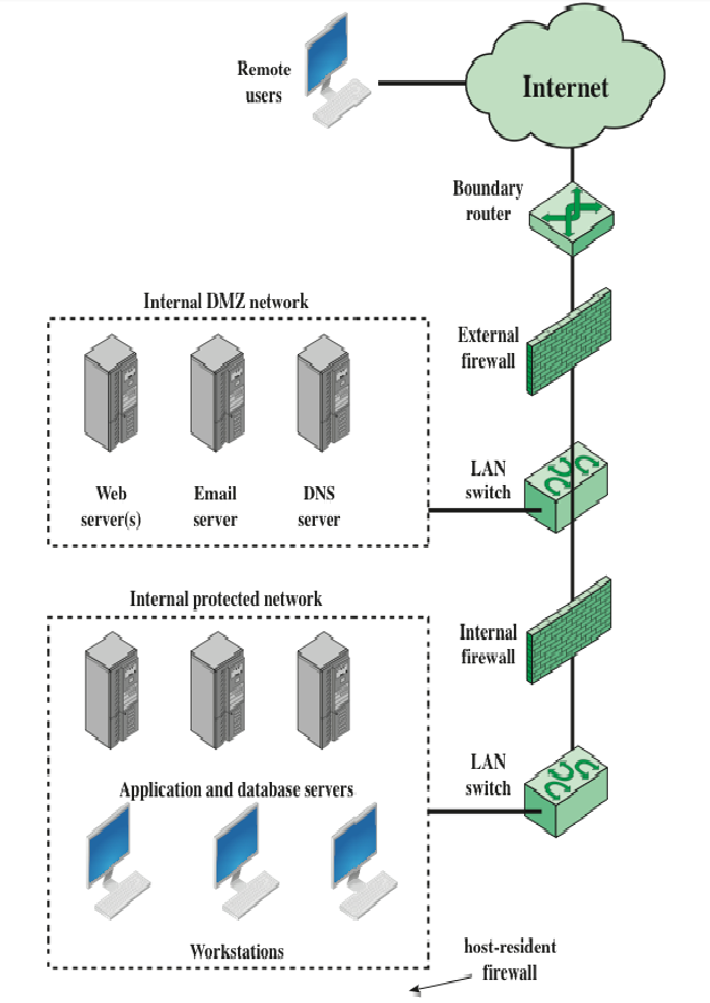 Remote
users
Internet
Boundary
router
Internal DMZ network
External
firewall
Web
server(s)
Email
server
DNS
server
LAN
switch
Internal protected network
Internal
firewall
Application and database servers
LAN
switch
Workstations
host-resident
firewall